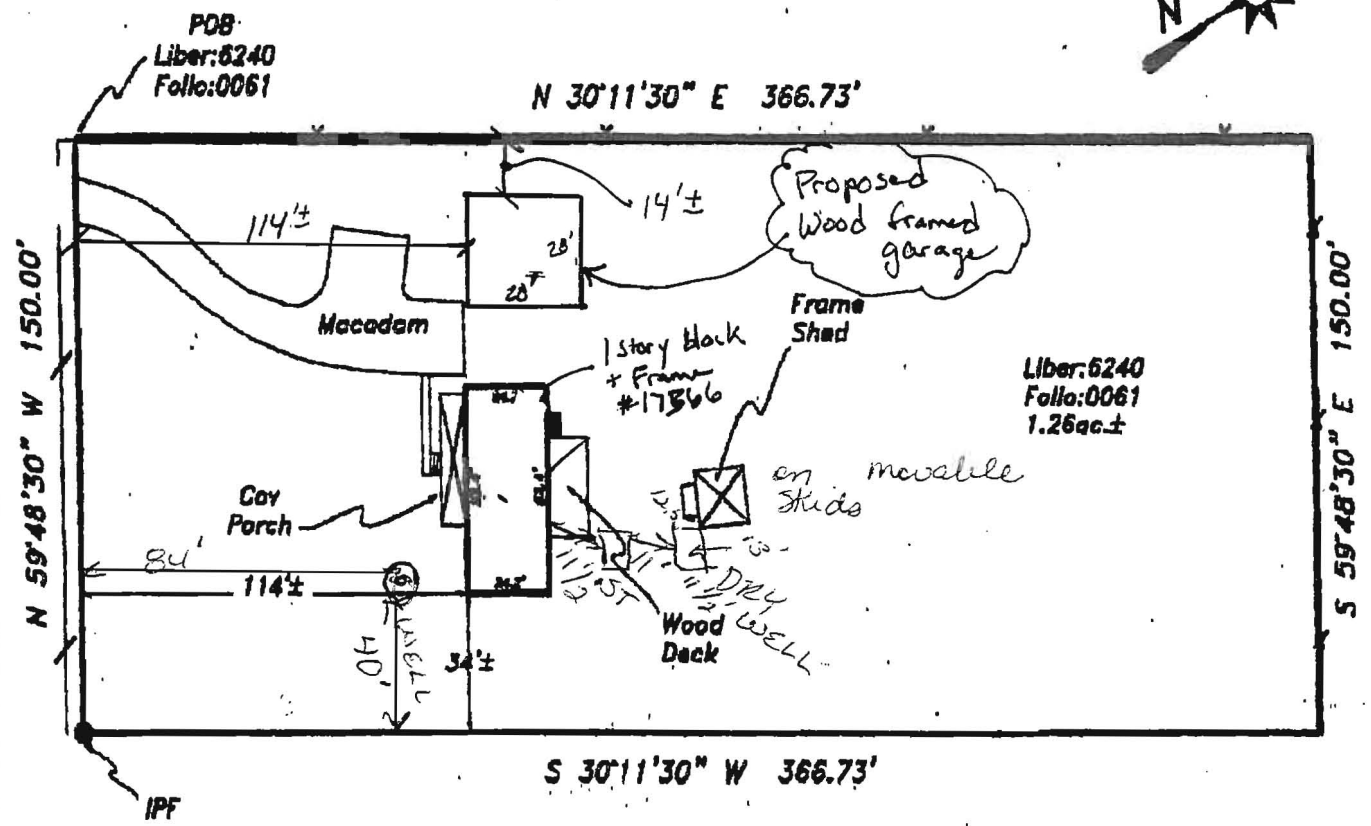 POB
Liber:6240
Folio:0061
N
N 30°11'30" E 366.73'
N 59°48'30" W 150.00'
114'±
14'±
28'
28'
Proposed
Wood framed
garage
Macadam
1 Story block
+ Frame
Frame
Shed
Liber:6240
Folio:0061
1.26ac.±
S 59°48'30" E 150.00'
on movable
skids
Cov
Porch
84'
114'±
WELL
40'
34'±
DRY
WELL
Wood
Deck
S 30°11'30" W 366.73'
IPF